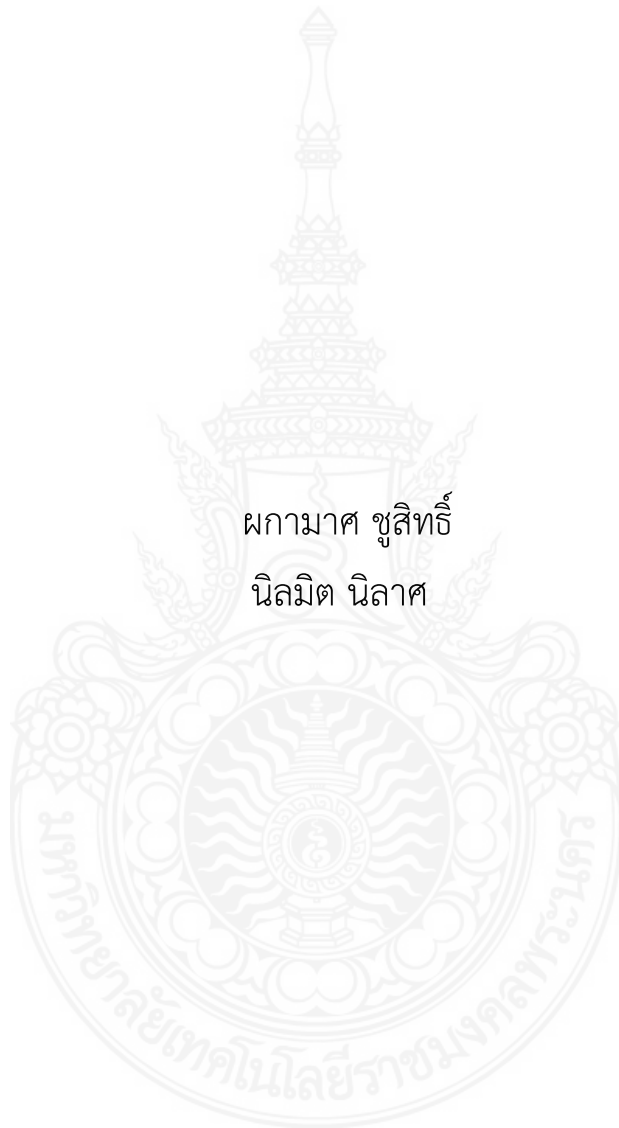 ผกามาศ ชูสิทธิ์
นิลมิต นิลาศ
มหาวิทยาลัยเทคโนโลยีราชมงคลพระนคร